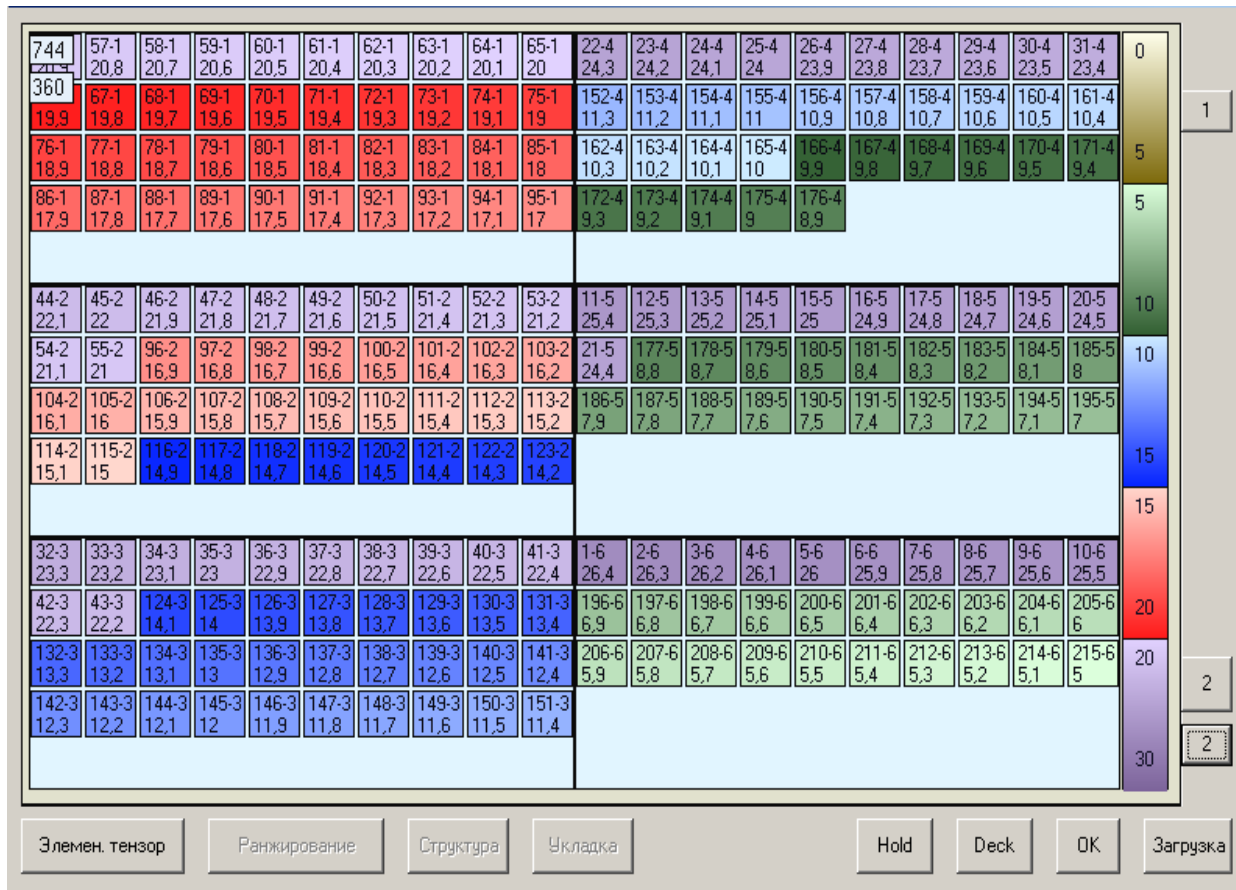 744 57-1 58-1 59-1 60-1 61-1 62-1 63-1 64-1 65-1 22-4 23-4 24-4 25-4 26-4 27-4 28-4 29-4 30-4 31-4 0
20,8 20,7 20,6 20,5 20,4 20,3 20,2 20,1 20 24,3 24,2 24,1 24 23,9 23,8 23,7 23,6 23,5 23,4
360 67-1 68-1 69-1 70-1 71-1 72-1 73-1 74-1 75-1 152-4 153-4 154-4 155-4 156-4 157-4 158-4 159-4 160-4 161-4
19,9 19,8 19,7 19,6 19,5 19,4 19,3 19,2 19,1 19 11,3 11,2 11,1 11 10,9 10,8 10,7 10,6 10,5 10,4 1
76-1 77-1 78-1 79-1 80-1 81-1 82-1 83-1 84-1 85-1 162-4 163-4 164-4 165-4 166-4 167-4 168-4 169-4 170-4 171-4 5
18,9 18,8 18,7 18,6 18,5 18,4 18,3 18,2 18,1 18 10,3 10,2 10,1 10 9,9 9,8 9,7 9,6 9,5 9,4
86-1 87-1 88-1 89-1 90-1 91-1 92-1 93-1 94-1 95-1 172-4 173-4 174-4 175-4 176-4 5
17,9 17,8 17,7 17,6 17,5 17,4 17,3 17,2 17,1 17 9,3 9,2 9,1 9 8,9
44-2 45-2 46-2 47-2 48-2 49-2 50-2 51-2 52-2 53-2 11-5 12-5 13-5 14-5 15-5 16-5 17-5 18-5 19-5 20-5 10
22,1 22 21,9 21,8 21,7 21,6 21,5 21,4 21,3 21,2 25,4 25,3 25,2 25,1 25 24,9 24,8 24,7 24,6 24,5
54-2 55-2 96-2 97-2 98-2 99-2 100-2 101-2 102-2 103-2 21-5 177-5 178-5 179-5 180-5 181-5 182-5 183-5 184-5 185-5 10
21,1 21 16,9 16,8 16,7 16,6 16,5 16,4 16,3 16,2 24,4 8,8 8,7 8,6 8,5 8,4 8,3 8,2 8,1 8
104-2 105-2 106-2 107-2 108-2 109-2 110-2 111-2 112-2 113-2 186-5 187-5 188-5 189-5 190-5 191-5 192-5 193-5 194-5 195-5
16,1 16 15,9 15,8 15,7 15,6 15,5 15,4 15,3 15,2 7,9 7,8 7,7 7,6 7,5 7,4 7,3 7,2 7,1 7
114-2 115-2 116-2 117-2 118-2 119-2 120-2 121-2 122-2 123-2 15
15,1 15 14,9 14,8 14,7 14,6 14,5 14,4 14,3 14,2
15
32-3 33-3 34-3 35-3 36-3 37-3 38-3 39-3 40-3 41-3 1-6 2-6 3-6 4-6 5-6 6-6 7-6 8-6 9-6 10-6
23,3 23,2 23,1 23 22,9 22,8 22,7 22,6 22,5 22,4 26,4 26,3 26,2 26,1 26 25,9 25,8 25,7 25,6 25,5
42-3 43-3 124-3 125-3 126-3 127-3 128-3 129-3 130-3 131-3 196-6 197-6 198-6 199-6 200-6 201-6 202-6 203-6 204-6 205-6 20
22,3 22,2 14,1 14 13,9 13,8 13,7 13,6 13,5 13,4 6,9 6,8 6,7 6,6 6,5 6,4 6,3 6,2 6,1 6
132-3 133-3 134-3 135-3 136-3 137-3 138-3 139-3 140-3 141-3 206-6 207-6 208-6 209-6 210-6 211-6 212-6 213-6 214-6 215-6 20
13,3 13,2 13,1 13 12,9 12,8 12,7 12,6 12,5 12,4 5,9 5,8 5,7 5,6 5,5 5,4 5,3 5,2 5,1 5 2
142-3 143-3 144-3 145-3 146-3 147-3 148-3 149-3 150-3 151-3
12,3 12,2 12,1 12 11,9 11,8 11,7 11,6 11,5 11,4 2
30
Элемен. тензор Ранжирование Структура Укладка Hold Deck OK Загрузка